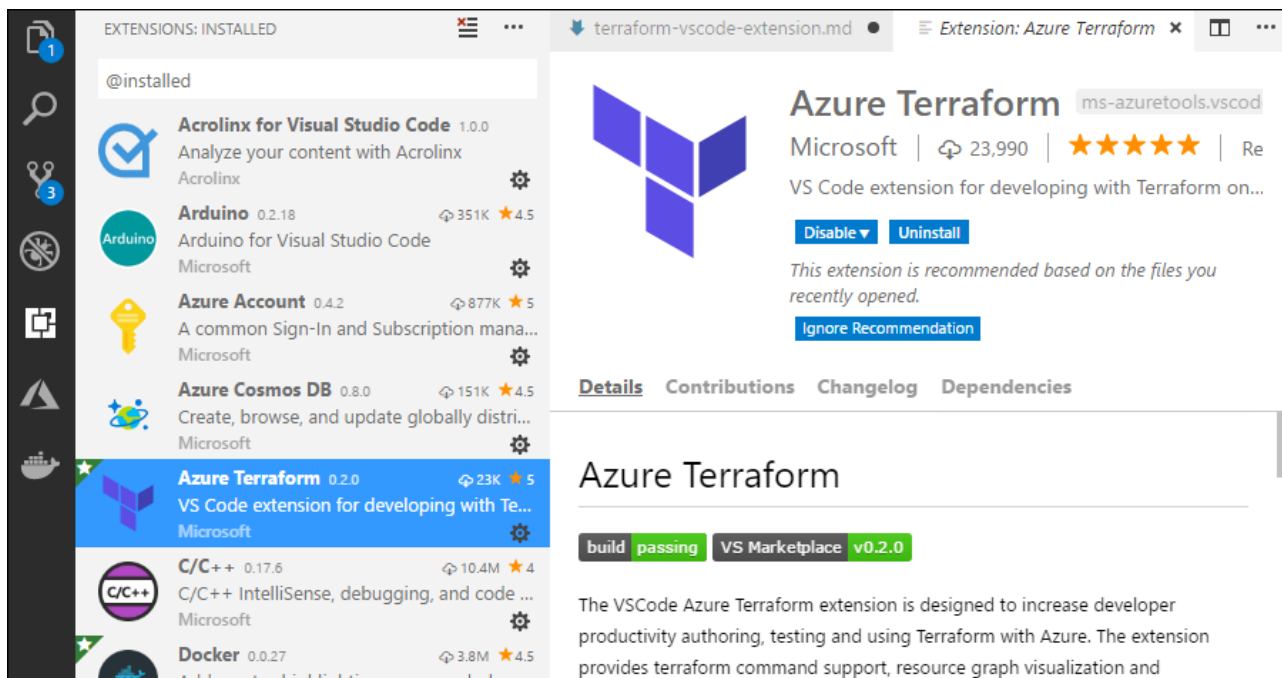 1
3
EXTENSIONS: INSTALLED
@installed
Acrolinx for Visual Studio Code 1.0.0
Analyze your content with Acrolinx
Acrolinx
Arduino
Arduino 0.2.18 351K 4.5
Arduino for Visual Studio Code
Microsoft
Azure Account 0.4.2 877K 5
A common Sign-In and Subscription mana...
Microsoft
Azure Cosmos DB 0.8.0 151K 4.5
Create, browse, and update globally distri...
Microsoft
Azure Terraform 0.2.0 23K 5
VS Code extension for developing with Te...
Microsoft
C/C++
C/C++ 0.17.6 10.4M 4
C/C++ IntelliSense, debugging, and code ...
Microsoft
Docker 0.0.27 3.8M 4.5
terraform-vscode-extension.md
Extension: Azure Terraform
Azure Terraform ms-azuretools.vscod
Microsoft 23,990 Re
VS Code extension for developing with Terraform on...
Disable Uninstall
This extension is recommended based on the files you
recently opened.
Ignore Recommendation
Details Contributions Changelog Dependencies
Azure Terraform
build passing VS Marketplace v0.2.0
The VSCode Azure Terraform extension is designed to increase developer
productivity authoring, testing and using Terraform with Azure. The extension
provides terraform command support, resource graph visualization and